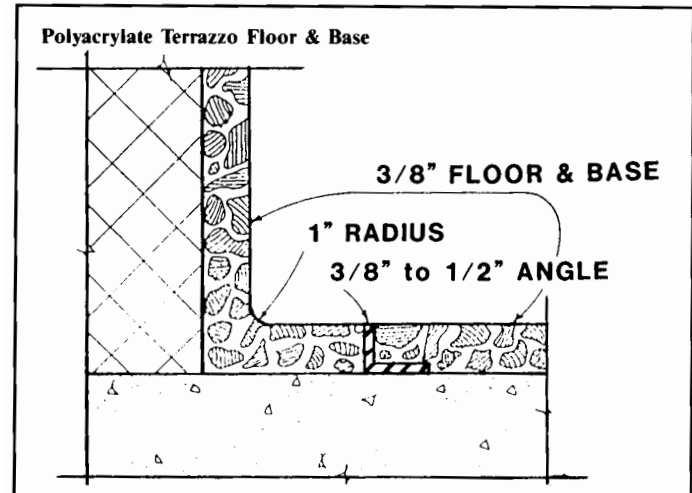 Polyacrylate Terrazzo Floor & Base
3/8” FLOOR & BASE
1” RADIUS
3/8” to 1/2” ANGLE